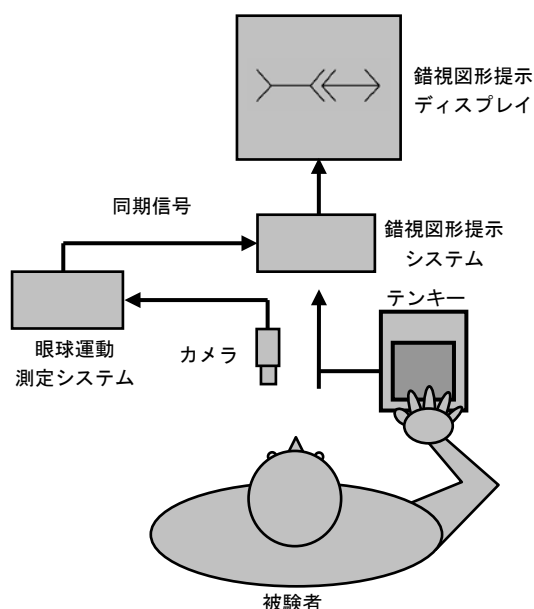 錯視図形提示
ディスプレイ
同期信号
錯視図形提示
システム
テンキー
カメラ
眼球運動
測定システム
被験者